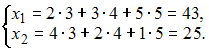 x₁ = 2 · 3 + 3 · 4 + 5 · 5 = 43,
x₂ = 4 · 3 + 2 · 4 + 1 · 5 = 25.